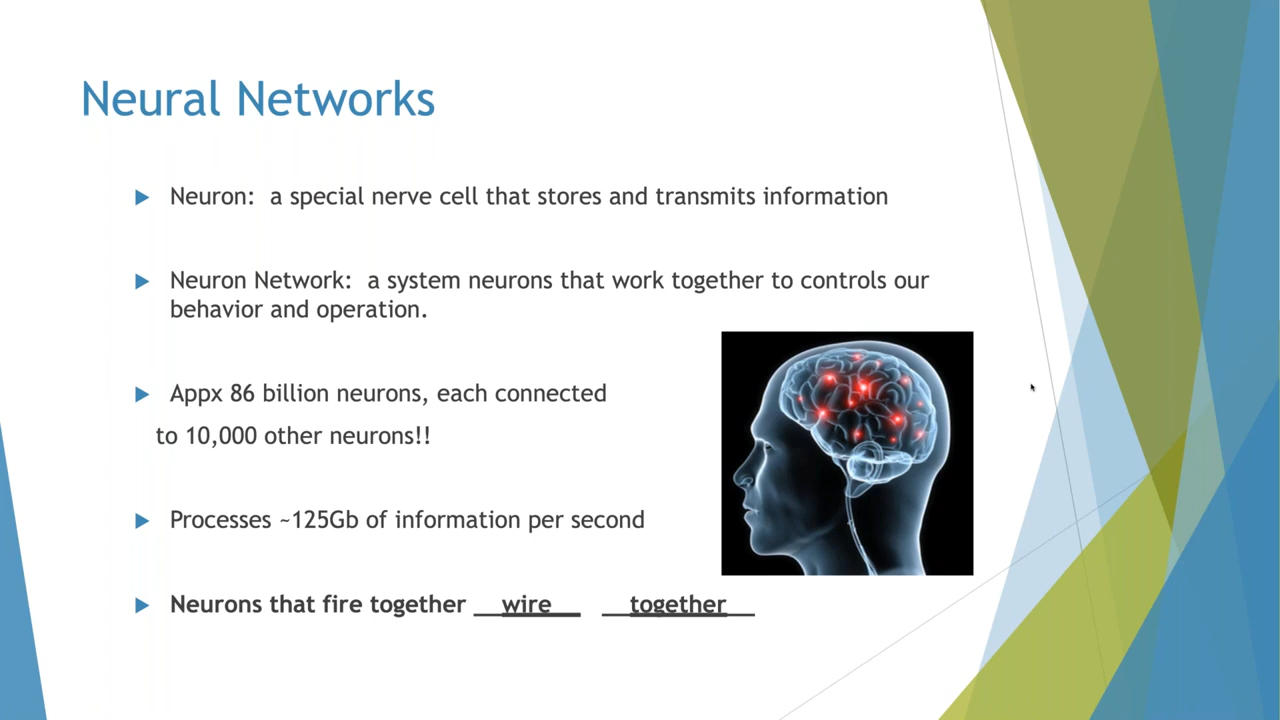 Neural Networks
Neuron:  a special nerve cell that stores and transmits information
Neuron Network:  a system neurons that work together to controls our
behavior and operation.
Appx 86 billion neurons, each connected
to 10,000 other neurons!!
Processes ~125Gb of information per second
Neurons that fire together __wire__ __together__